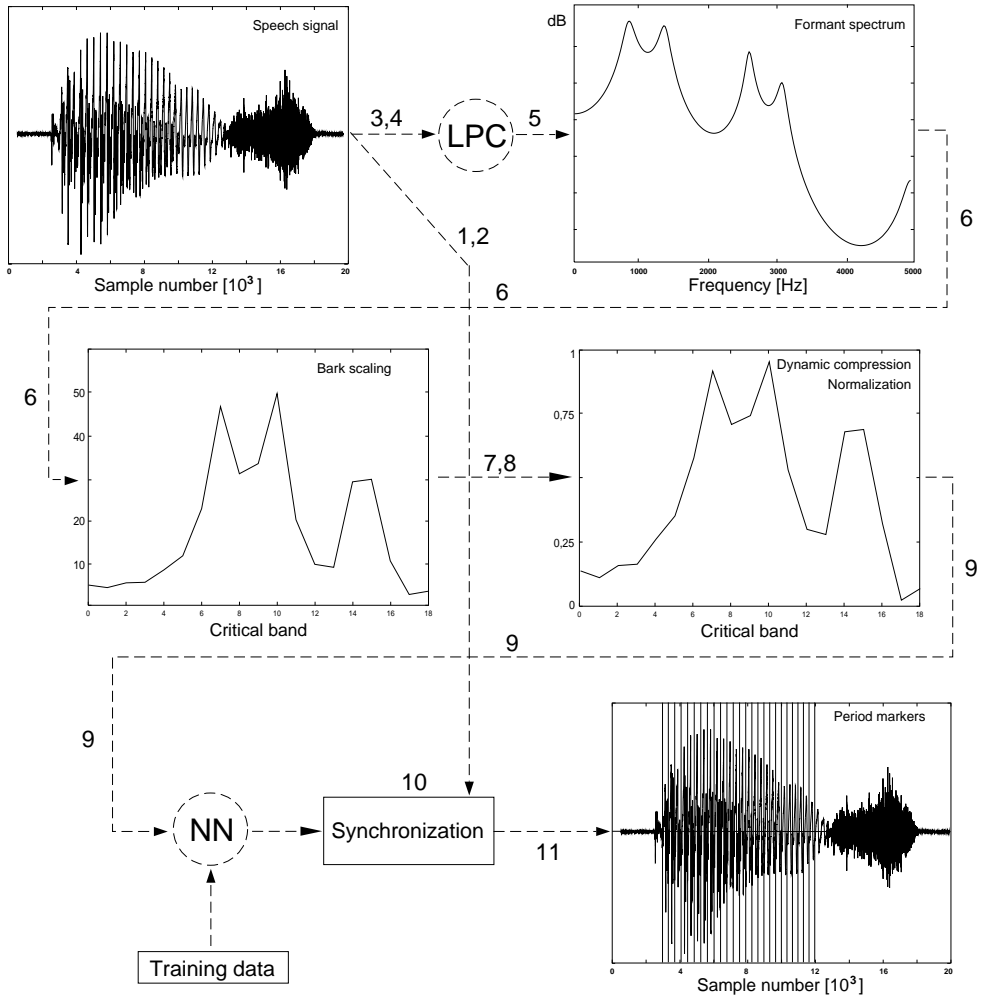 Speech signal
0 4 8 12 16 20
Sample number [10³ ]
3,4
LPC
5
dB
Formant spectrum
0 1000 2000 3000 4000 5000
Frequency [Hz]
1,2
6
6
6
Bark scaling
50
40
30
20
10
0 2 4 6 8 10 12 14 16 18
Critical band
7,8
Dynamic compression
Normalization
1
0,75
0,25
0
0 2 4 6 8 10 12 14 16 18
Critical band
9
9
9
NN
10
Synchronization
11
Training data
Period markers
0 4 8 12 16 20
Sample number [10³]